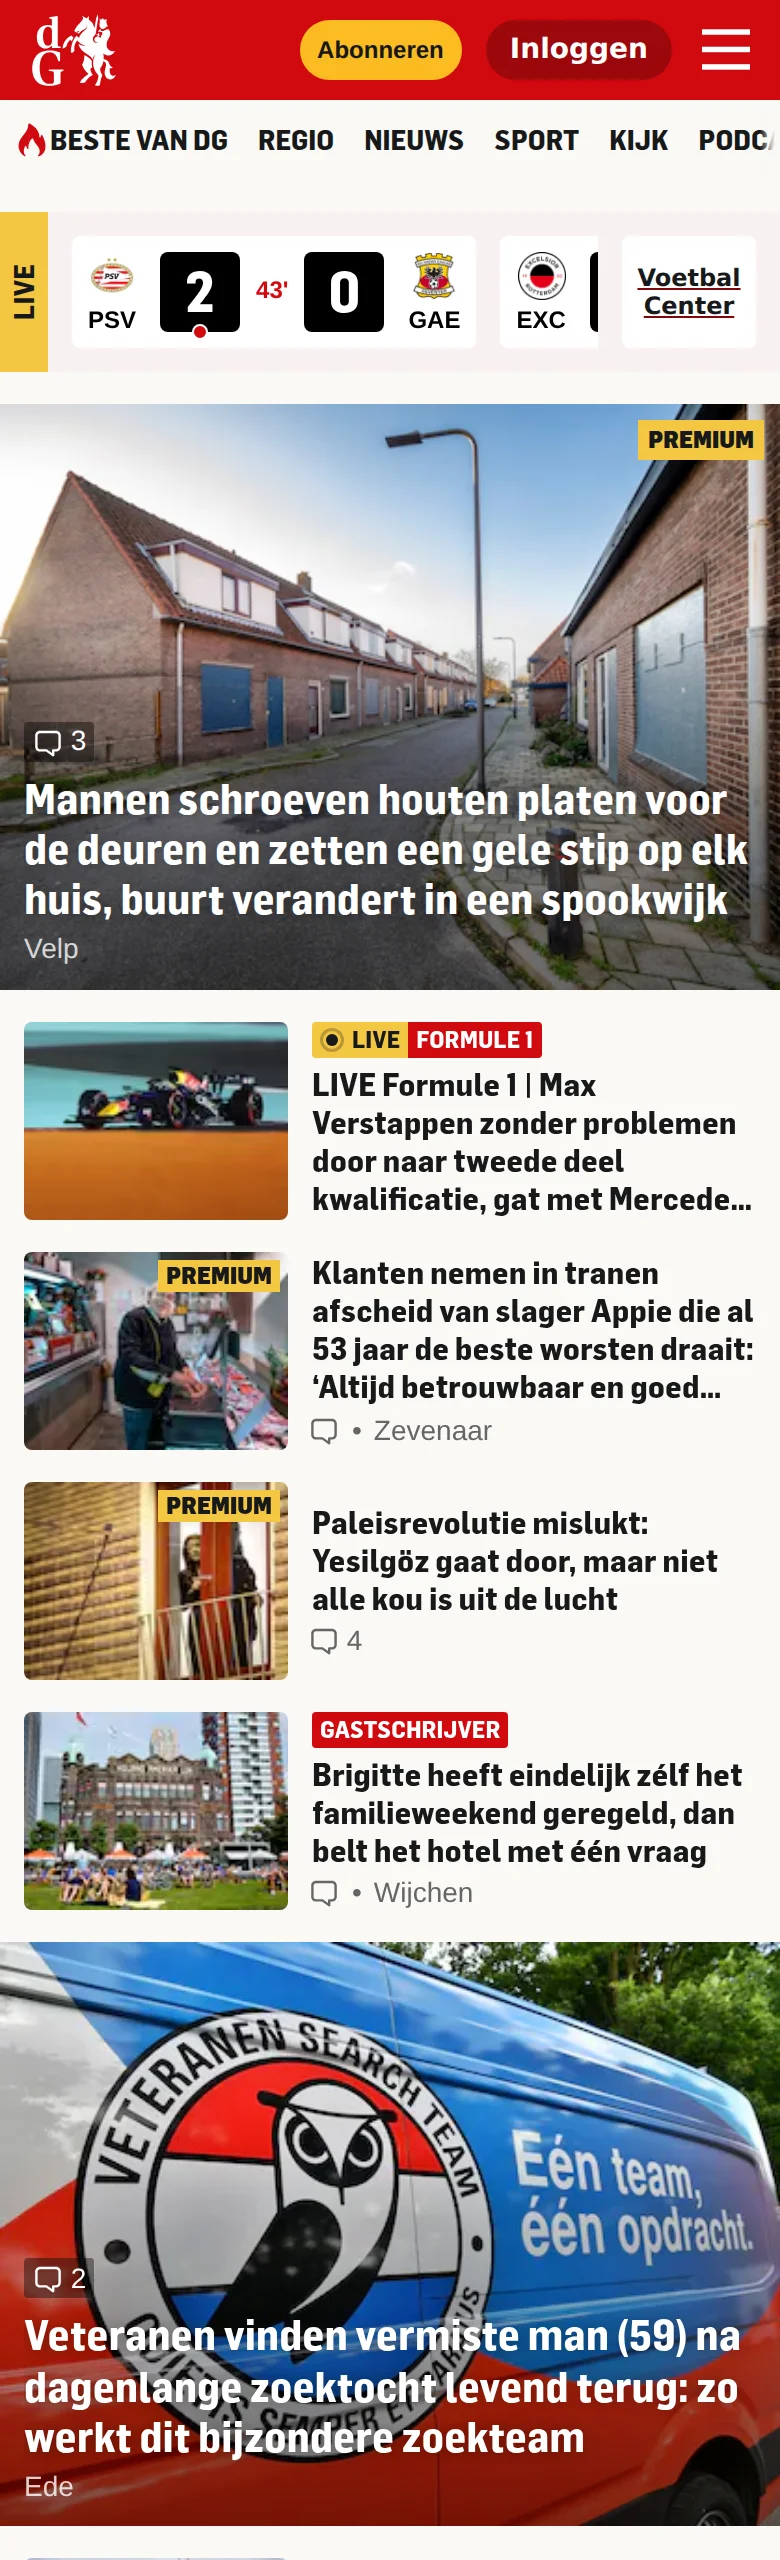 dG
Abonneren
Inloggen
BESTE VAN DG
REGIO
NIEUWS
SPORT
KIJK
PODCA
LIVE
PSV
PSV
2
43'
0
GAE
EXCELSIOR
ROTTERDAM
EXC
Voetbal
Center
PREMIUM
3
Mannen schroeven houten platen voor
de deuren en zetten een gele stip op elk
huis, buurt verandert in een spookwijk
Velp
LIVE
FORMULE 1
LIVE Formule 1 | Max
Verstappen zonder problemen
door naar tweede deel
kwalificatie, gat met Mercede...
PREMIUM
Klanten nemen in tranen
afscheid van slager Appie die al
53 jaar de beste worsten draait:
‘Altijd betrouwbaar en goed...
• Zevenaar
PREMIUM
Paleisrevolutie mislukt:
Yesilgöz gaat door, maar niet
alle kou is uit de lucht
4
GASTSCHRIJVER
Brigitte heeft eindelijk zélf het
familieweekend geregeld, dan
belt het hotel met één vraag
• Wijchen
VETERANEN SEARCH TEAM
Eén team,
één opdracht.
2
Veteranen vinden vermiste man (59) na
dagenlange zoektocht levend terug: zo
werkt dit bijzondere zoekteam
Ede